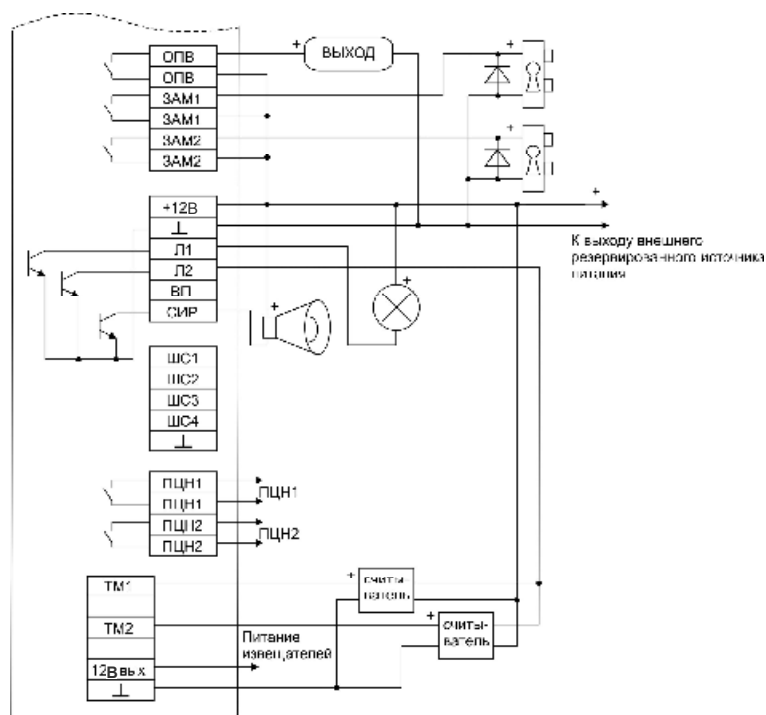 ОПВ
ОПВ
ЗАМ1
ЗАМ1
ЗАМ2
ЗАМ2
+ ВЫХОД
+
+
+12В
⊥
Л1
Л2
ВП
СИР
+
К выходу внешнего
резервированного источника
питания
+
+
ШС1
ШС2
ШС3
ШС4
⊥
ПЦН1
ПЦН1
ПЦН2
ПЦН2
ПЦН1
ПЦН2
ТМ1
ТМ2
12В вых
⊥
Питание
извещателей
+ считы-
ватель
+ считы-
ватель